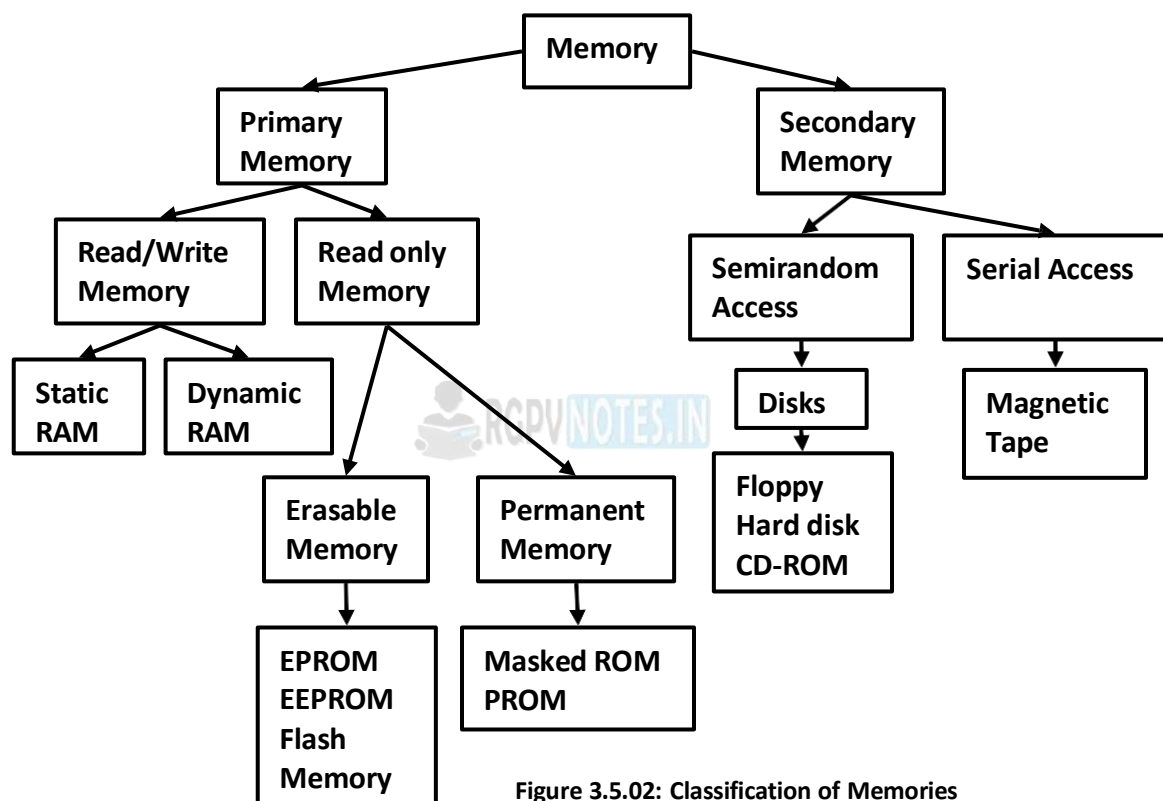 Memory
Primary
Memory
Secondary
Memory
Read/Write
Memory
Read only
Memory
Semirandom
Access
Serial Access
Static
RAM
Dynamic
RAM
Disks
Magnetic
Tape
RGPVNOTES.IN
Floppy
Hard disk
CD-ROM
Erasable
Memory
Permanent
Memory
EPROM
EEPROM
Flash
Memory
Masked ROM
PROM
Figure 3.5.02: Classification of Memories